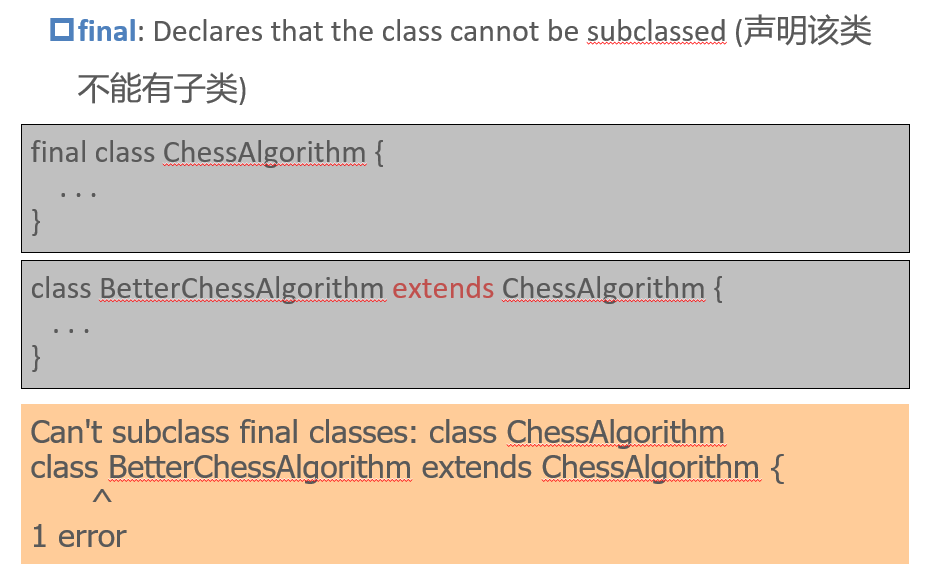 final: Declares that the class cannot be subclassed (声明该类
不能有子类)
final class ChessAlgorithm {
. . .
}
class BetterChessAlgorithm extends ChessAlgorithm {
. . .
}
Can't subclass final classes: class ChessAlgorithm
class BetterChessAlgorithm extends ChessAlgorithm {
^
1 error